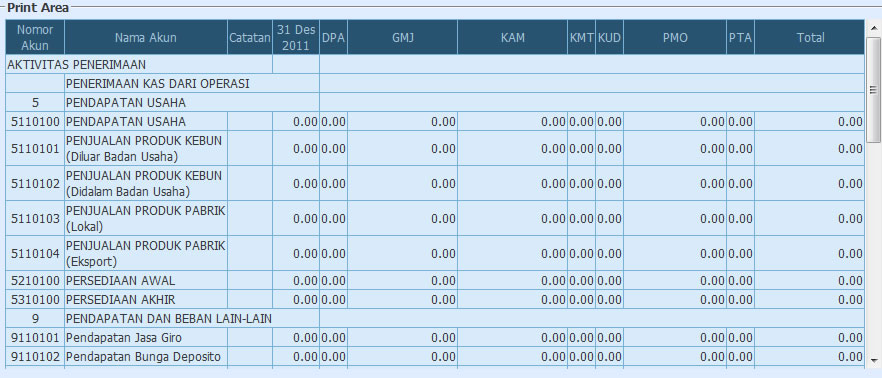 Print Area
Nomor Akun Nama Akun Catatan 31 Des 2011 DPA GMJ KAM KMT KUD PMO PTA Total
AKTIVITAS PENERIMAAN
PENERIMAAN KAS DARI OPERASI
5 PENDAPATAN USAHA
5110100 PENDAPATAN USAHA 0.00 0.00 0.00 0.00 0.00 0.00 0.00 0.00 0.00
5110101 PENJUALAN PRODUK KEBUN (Diluar Badan Usaha) 0.00 0.00 0.00 0.00 0.00 0.00 0.00 0.00 0.00
5110102 PENJUALAN PRODUK KEBUN (Didalam Badan Usaha) 0.00 0.00 0.00 0.00 0.00 0.00 0.00 0.00 0.00
5110103 PENJUALAN PRODUK PABRIK (Lokal) 0.00 0.00 0.00 0.00 0.00 0.00 0.00 0.00 0.00
5110104 PENJUALAN PRODUK PABRIK (Eksport) 0.00 0.00 0.00 0.00 0.00 0.00 0.00 0.00 0.00
5210100 PERSEDIAAN AWAL 0.00 0.00 0.00 0.00 0.00 0.00 0.00 0.00 0.00
5310100 PERSEDIAAN AKHIR 0.00 0.00 0.00 0.00 0.00 0.00 0.00 0.00 0.00
9 PENDAPATAN DAN BEBAN LAIN-LAIN
9110101 Pendapatan Jasa Giro 0.00 0.00 0.00 0.00 0.00 0.00 0.00 0.00 0.00
9110102 Pendapatan Bunga Deposito 0.00 0.00 0.00 0.00 0.00 0.00 0.00 0.00 0.00